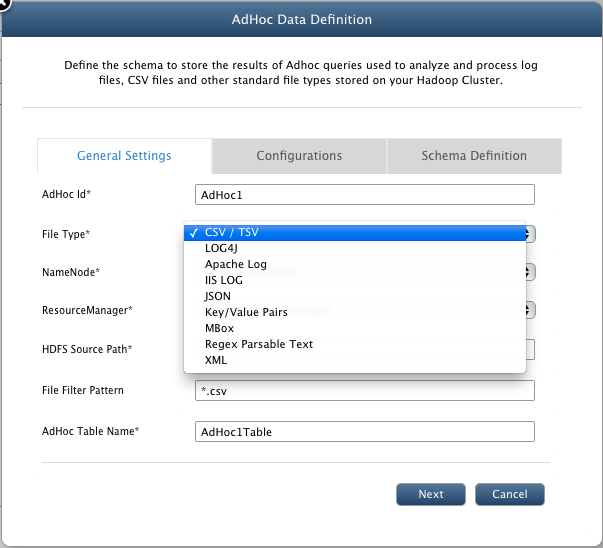 AdHoc Data Definition
Define the schema to store the results of Adhoc queries used to analyze and process log
files, CSV files and other standard file types stored on your Hadoop Cluster.
General Settings
Configurations
Schema Definition
AdHoc Id*
AdHoc1
File Type*
✓ CSV / TSV
LOG4J
Apache Log
IIS LOG
JSON
Key/Value Pairs
MBox
Regex Parsable Text
XML
NameNode*
ResourceManager*
HDFS Source Path*
File Filter Pattern
*.csv
AdHoc Table Name*
AdHoc1Table
Next
Cancel